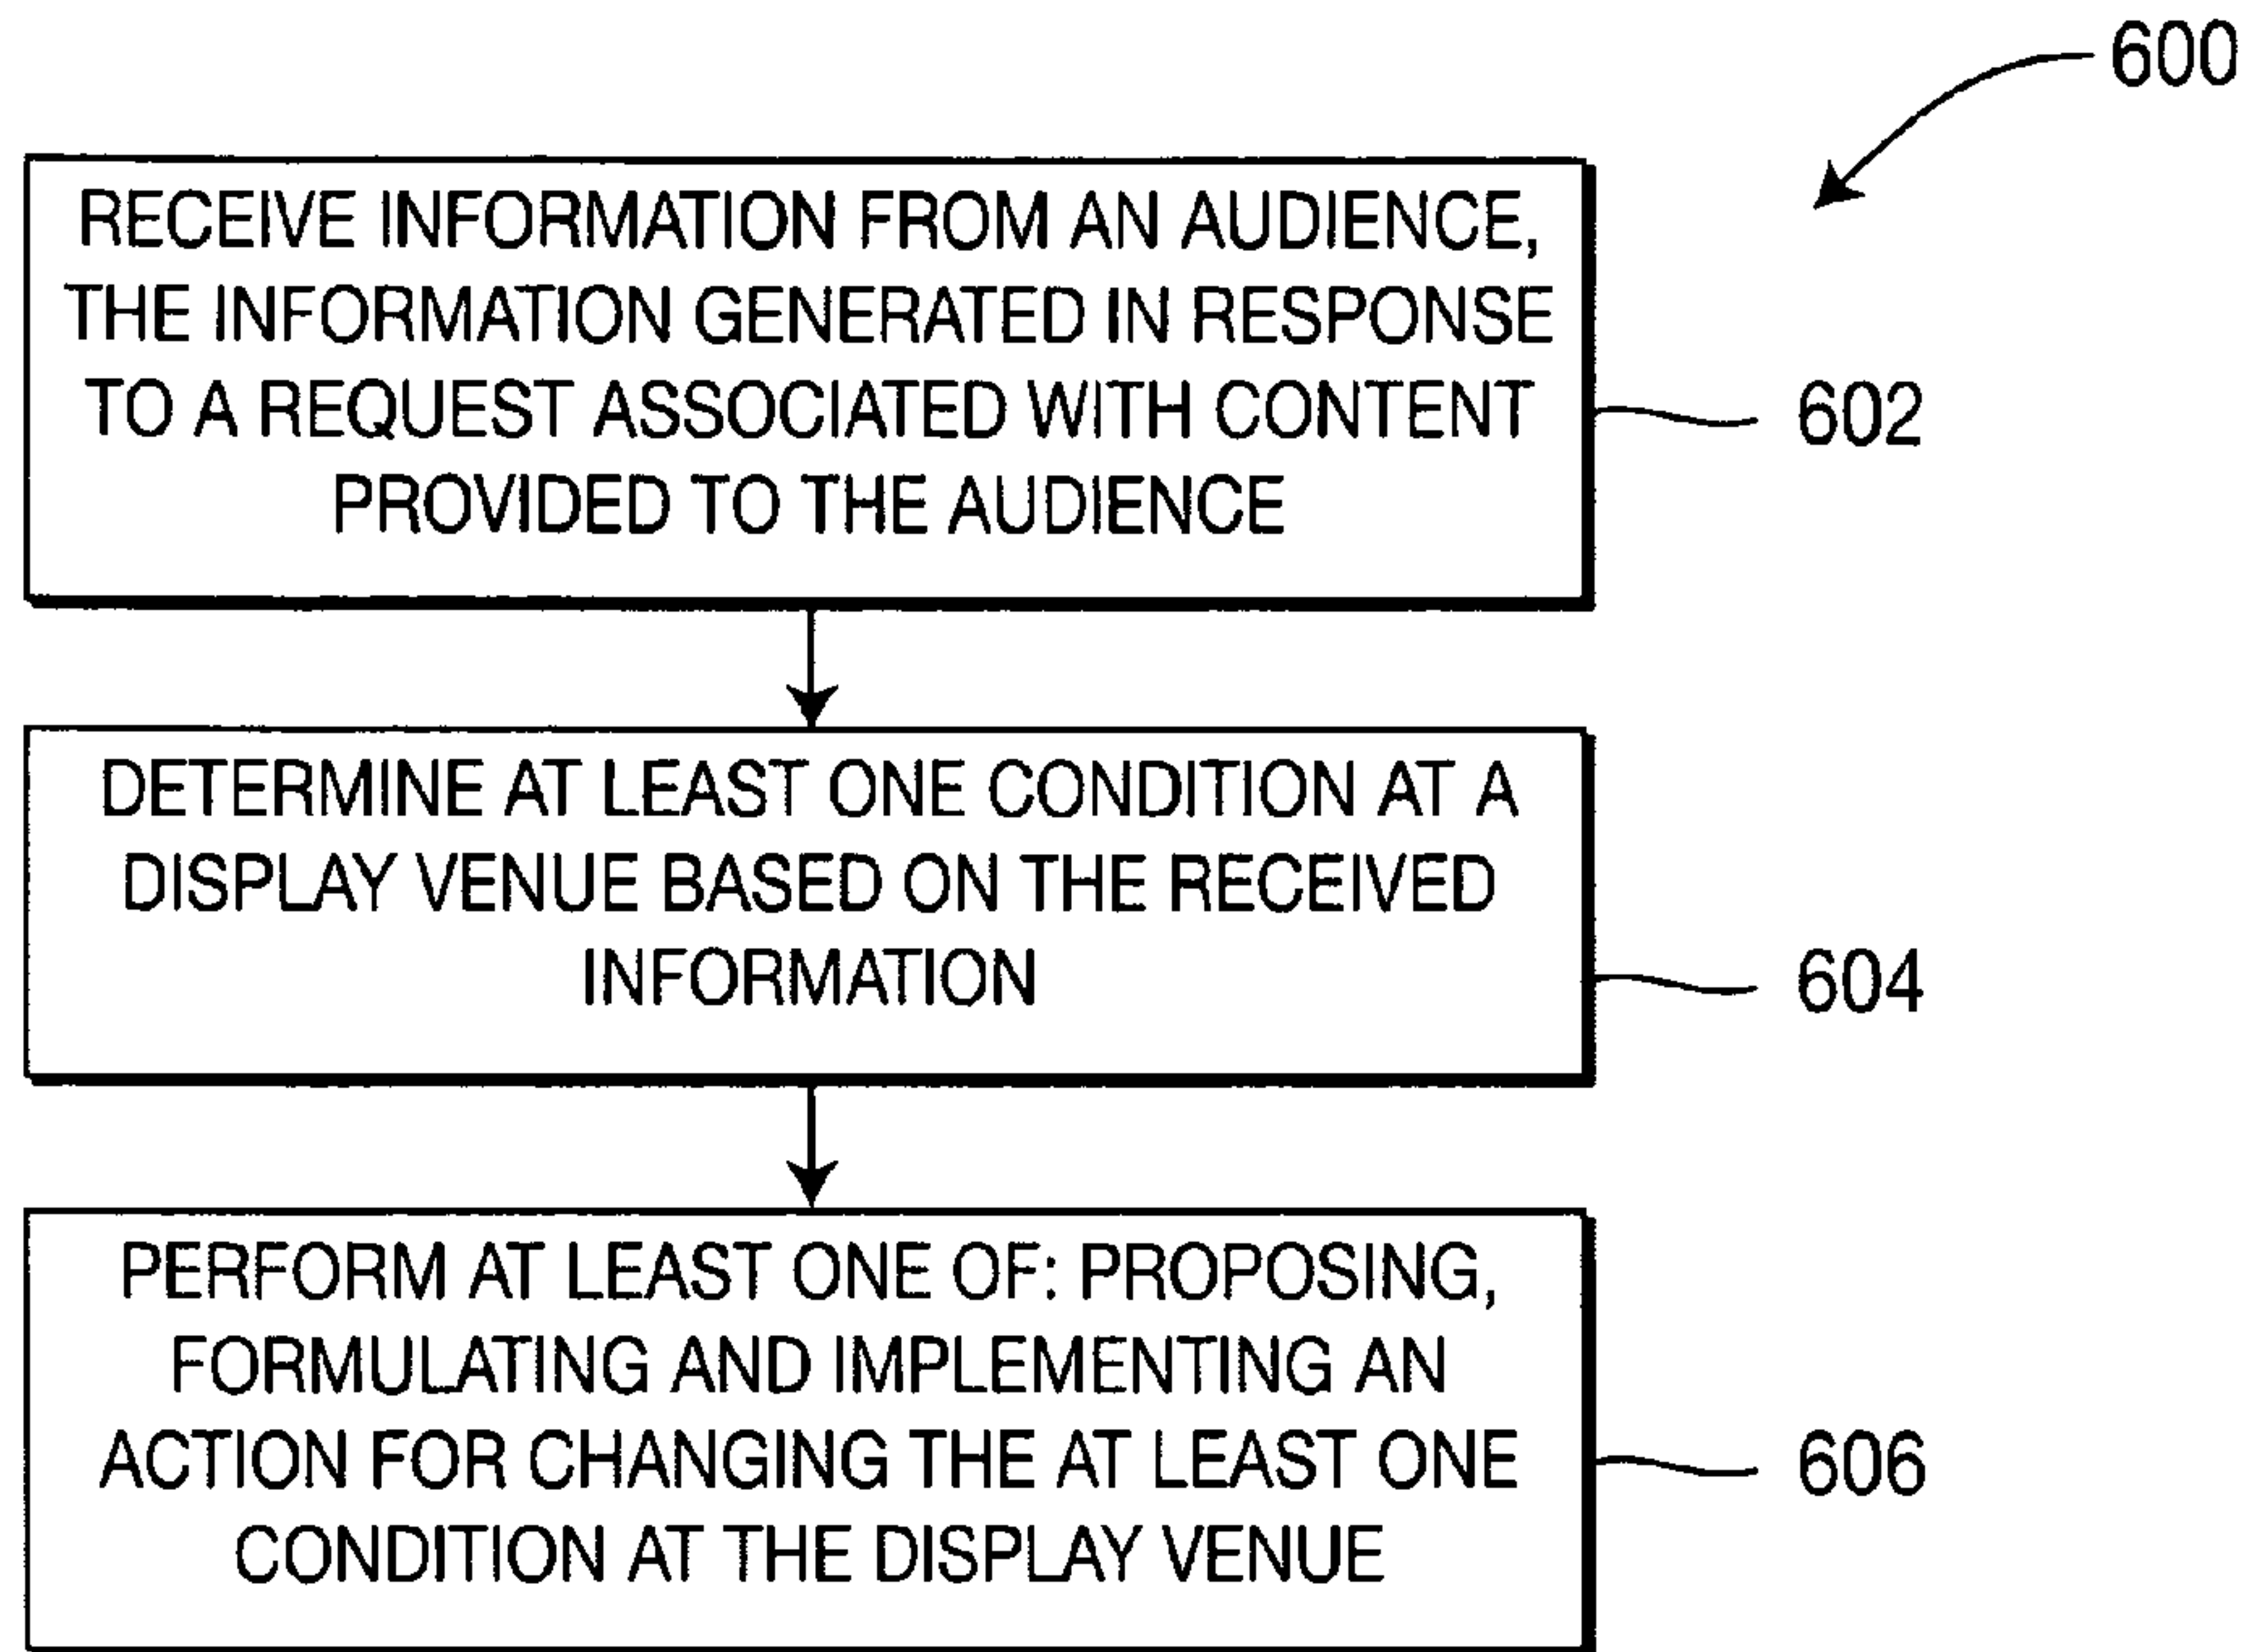 600
RECEIVE INFORMATION FROM AN AUDIENCE,
THE INFORMATION GENERATED IN RESPONSE
TO A REQUEST ASSOCIATED WITH CONTENT
PROVIDED TO THE AUDIENCE
602
DETERMINE AT LEAST ONE CONDITION AT A
DISPLAY VENUE BASED ON THE RECEIVED
INFORMATION
604
PERFORM AT LEAST ONE OF: PROPOSING,
FORMULATING AND IMPLEMENTING AN
ACTION FOR CHANGING THE AT LEAST ONE
CONDITION AT THE DISPLAY VENUE
606